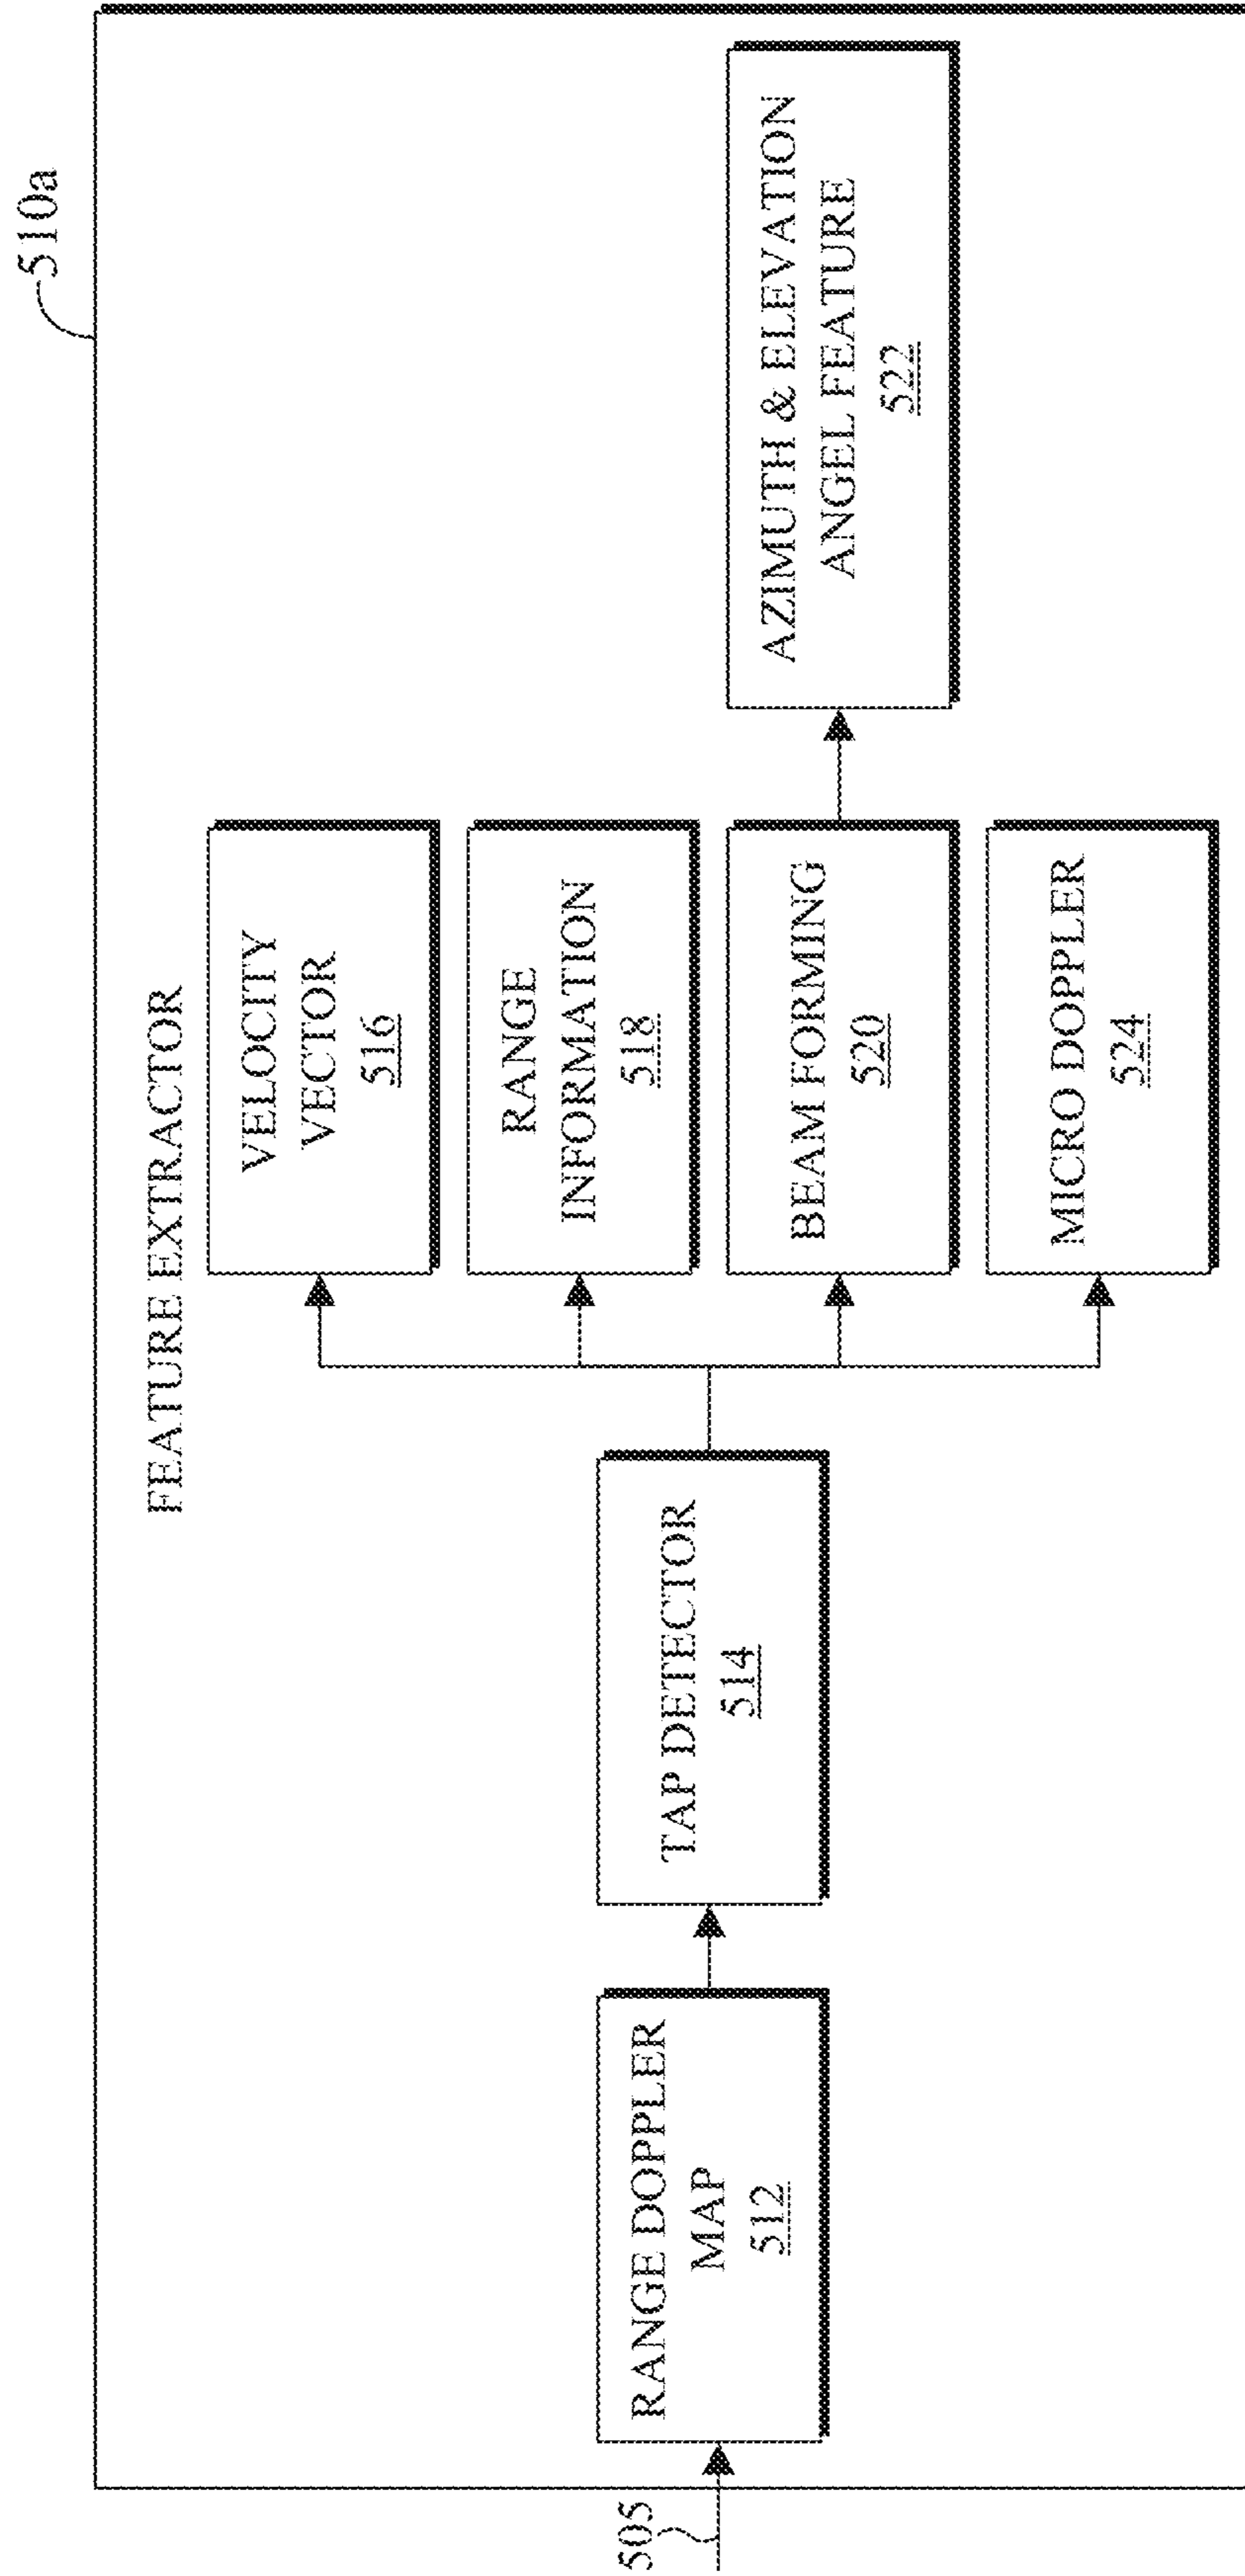 510a
FEATURE EXTRACTOR
505
RANGE DOPPLER
MAP
512
TAP DETECTOR
514
VELOCITY
VECTOR
516
RANGE
INFORMATION
518
BEAM FORMING
520
MICRO DOPPLER
524
AZIMUTH & ELEVATION
ANGEL FEATURE
522